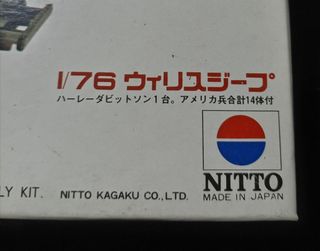 1/76 ウィリスジープ
ハーレーダビットソン1台。アメリカ兵合計14体付
NITTO
MADE IN JAPAN
LY KIT. NITTO KAGAKU CO.,LTD.